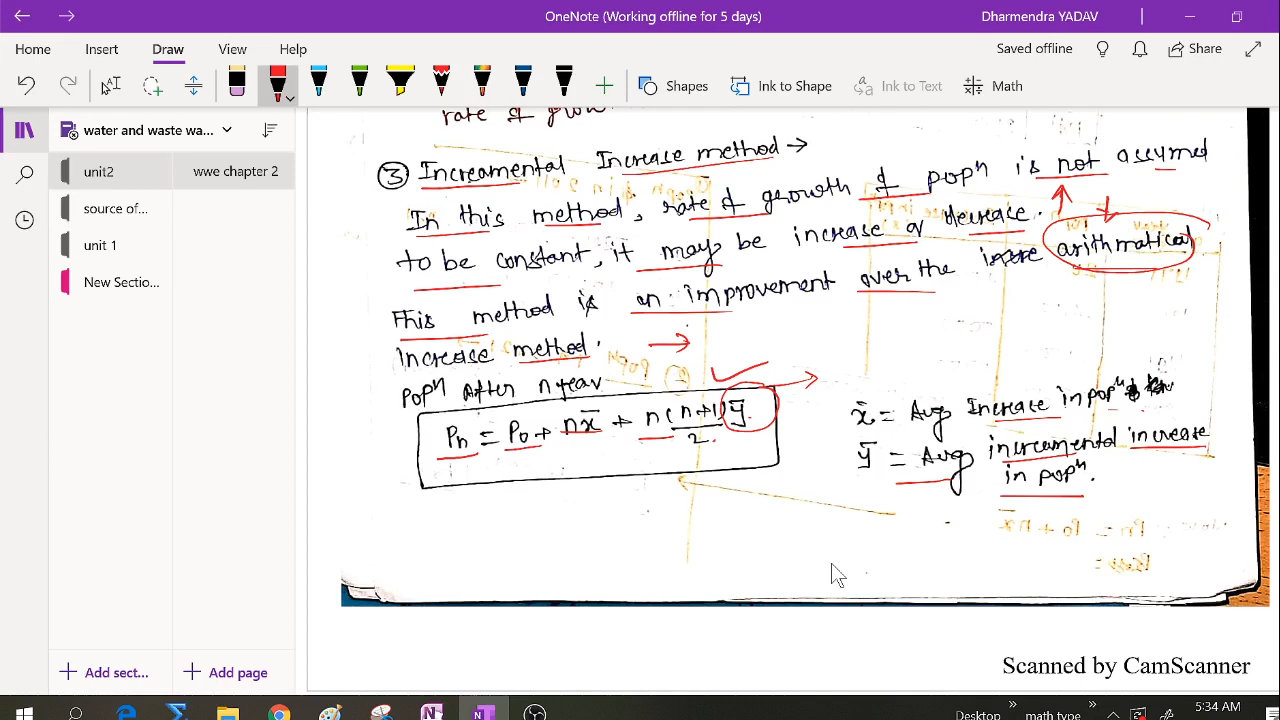 OneNote (Working offline for 5 days)
Dharmendra YADAV
Home Insert Draw View Help
Saved offline Share
Shapes Ink to Shape Ink to Text Math
water and waste wa...
unit2
source of...
unit 1
New Sectio...
wwe chapter 2
rate of grow
③ Increamental Increase method →
In this method, rate of growth of popⁿ is not assumed
to be constant, it may be increase or decrease.
This method is an improvement over the arithmatical
Increase method.
popⁿ after n year
Pn = P0 + nx̄ + n(n+1)/2 ȳ
x̄ = Avg Increase in popⁿ
ȳ = Avg incremental increase
in popⁿ.
Scanned by CamScanner
Add sect... Add page
Desktop math type
5:34 AM